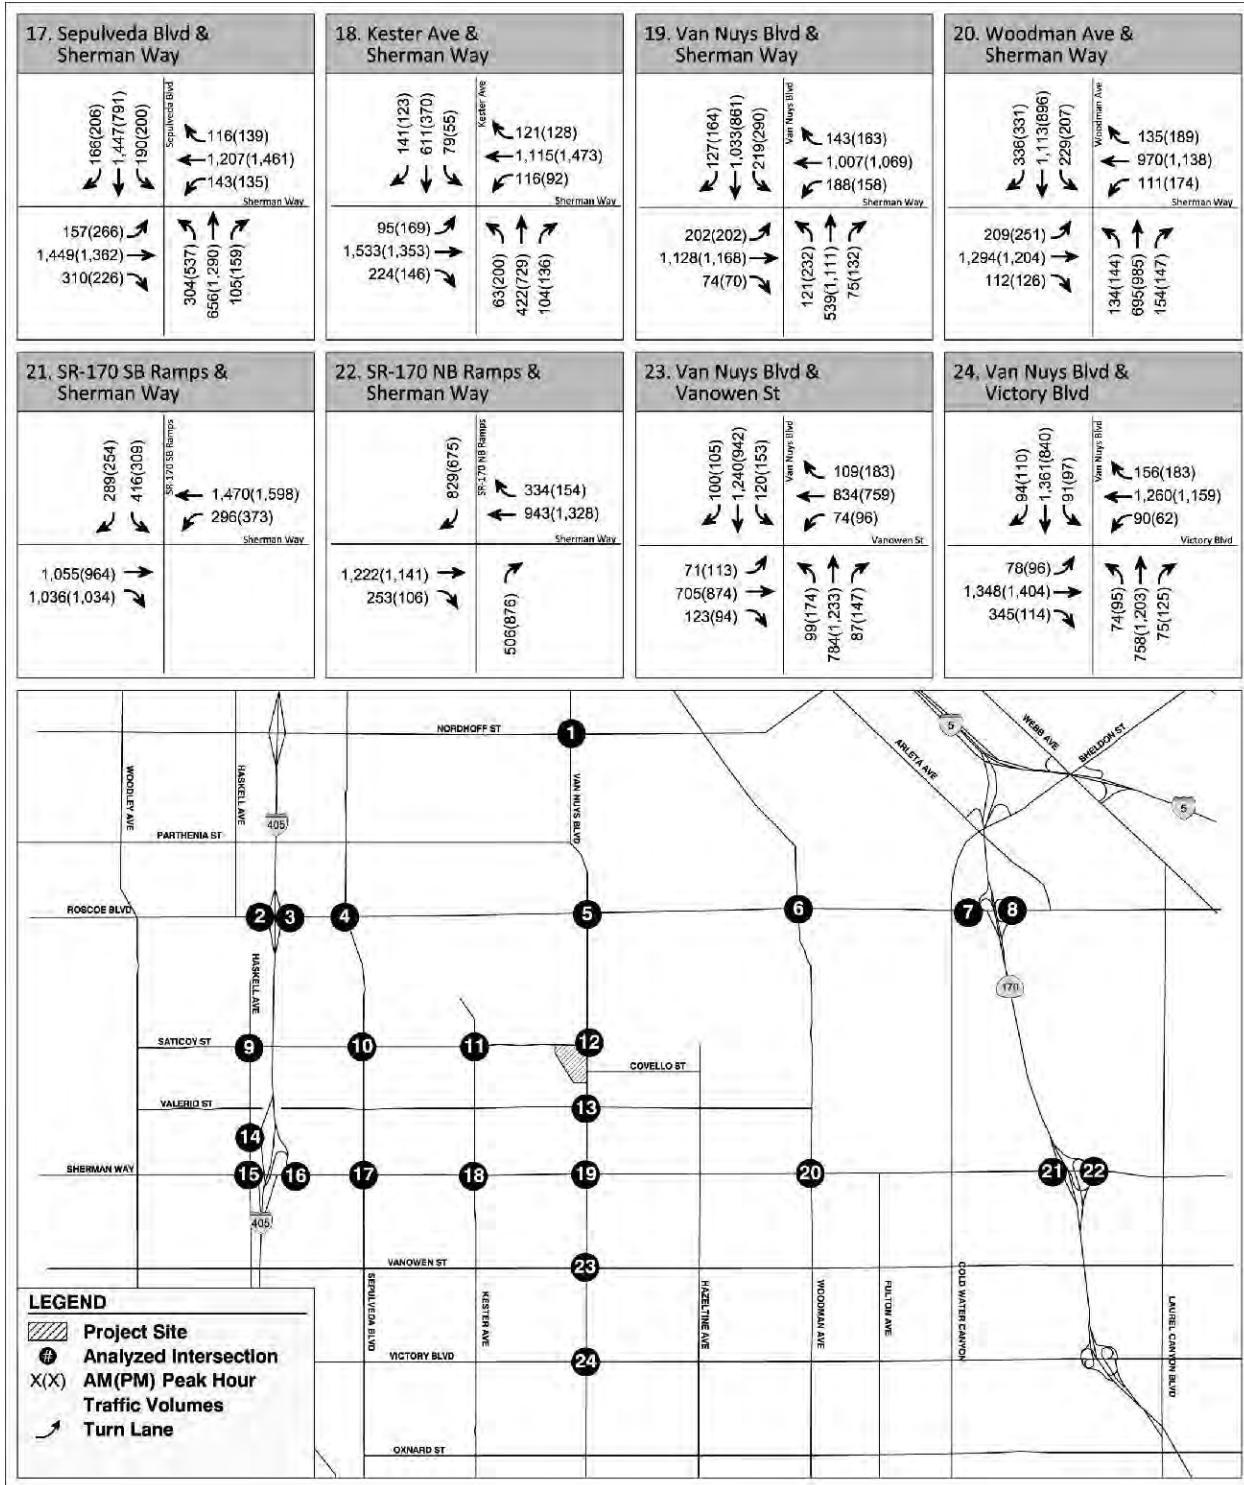 17. Sepulveda Blvd &
Sherman Way
166(206)
1,447(791)
190(200)
Sepulveda Blvd
116(139)
1,207(1,461)
143(135)
Sherman Way
157(266)
1,449(1,362)
310(226)
304(537)
656(1,290)
105(159)
18. Kester Ave &
Sherman Way
141(123)
611(370)
79(55)
Kester Ave
121(128)
1,115(1,473)
116(92)
Sherman Way
95(169)
1,533(1,353)
224(146)
63(200)
422(729)
104(136)
19. Van Nuys Blvd &
Sherman Way
127(164)
1,033(861)
219(290)
Van Nuys Blvd
143(163)
1,007(1,069)
188(158)
Sherman Way
202(202)
1,128(1,168)
74(70)
121(232)
539(1,111)
75(132)
20. Woodman Ave &
Sherman Way
336(331)
1,113(896)
229(207)
Woodman Ave
135(189)
970(1,138)
111(174)
Sherman Way
209(251)
1,294(1,204)
112(126)
134(144)
695(985)
154(147)
21. SR-170 SB Ramps &
Sherman Way
289(254)
416(309)
SR-170 SB Ramps
1,470(1,598)
296(373)
Sherman Way
1,055(964)
1,036(1,034)
22. SR-170 NB Ramps &
Sherman Way
829(675)
SR-170 NB Ramps
334(154)
943(1,328)
Sherman Way
1,222(1,141)
253(106)
506(876)
23. Van Nuys Blvd &
Vanowen St
100(105)
1,240(942)
120(153)
Van Nuys Blvd
109(183)
834(759)
74(96)
Vanowen St
71(113)
705(874)
123(94)
99(174)
784(1,233)
87(147)
24. Van Nuys Blvd &
Victory Blvd
94(110)
1,361(840)
91(97)
Van Nuys Blvd
156(183)
1,260(1,159)
90(62)
Victory Blvd
78(96)
1,348(1,404)
345(114)
74(95)
758(1,203)
75(125)
NORDHOFF ST
1
5
WEBB AVE
SHELDON ST
ARLETA AVE
WOODLEY AVE
HASKELL AVE
VAN NUYS BLVD
405
5
PARTHENIA ST
ROSCOE BLVD
2
3
4
5
6
7
8
HASKELL AVE
170
SATICOY ST
9
10
11
12
COVELLO ST
VALERIO ST
13
14
SHERMAN WAY
15
16
17
18
19
20
21
22
405
VANOWEN ST
23
SEPULVEDA BLVD
KESTER AVE
HAZELTINE AVE
WOODMAN AVE
FULTON AVE
COLD WATER CANYON
LAUREL CANYON BLVD
VICTORY BLVD
24
OXNARD ST
LEGEND
Project Site
# Analyzed Intersection
X(X) AM(PM) Peak Hour
Traffic Volumes
Turn Lane